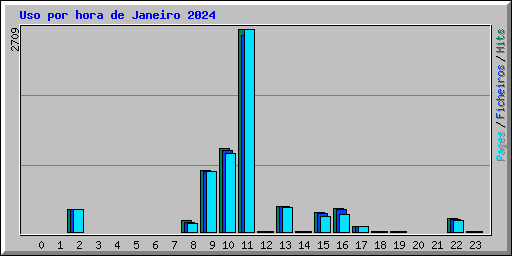 Uso por hora de Janeiro 2024
2709
Pages / Ficheiros / Hits
0 1 2 3 4 5 6 7 8 9 10 11 12 13 14 15 16 17 18 19 20 21 22 23